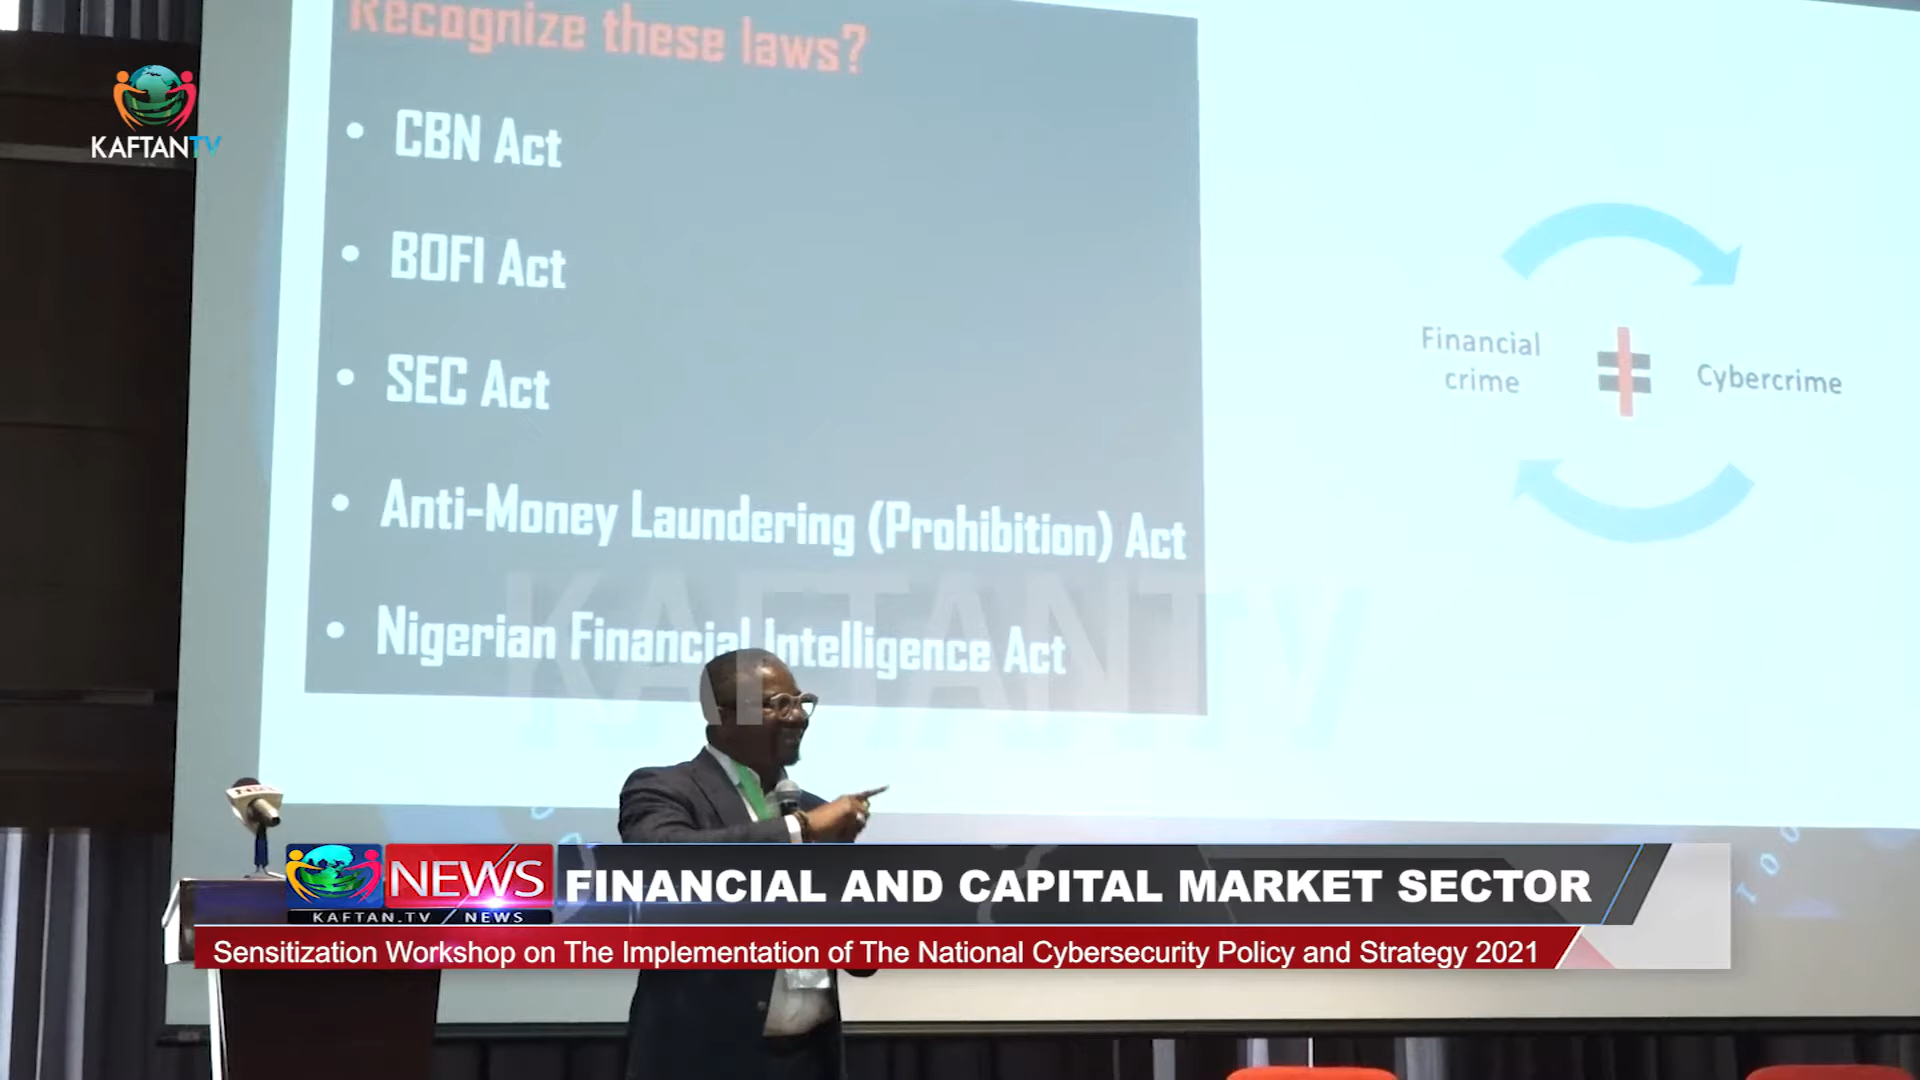 Recognize these laws?
• CBN Act
• BOFI Act
• SEC Act
• Anti-Money Laundering (Prohibition) Act
• Nigerian Financial Intelligence Act
Financial
crime
≠
Cybercrime
KAFTANTV
KAFTANTV
NEWS
KAFTAN.TV / NEWS
FINANCIAL AND CAPITAL MARKET SECTOR
Sensitization Workshop on The Implementation of The National Cybersecurity Policy and Strategy 2021